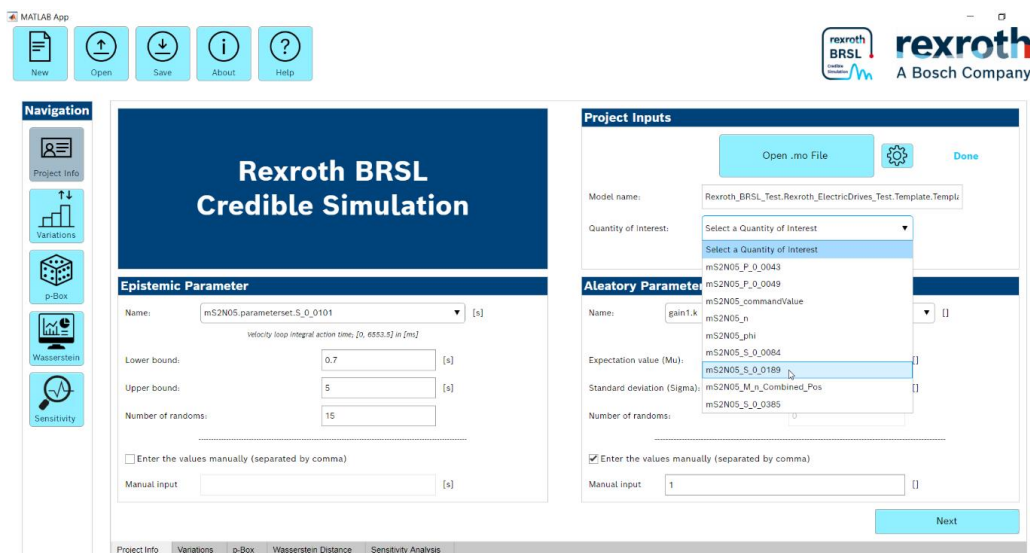 MATLAB App
New
Open
Save
About
Help
rexroth
BRSL
Credible
Simulation
rexroth
A Bosch Company
Navigation
Project Info
Variations
p-Box
Wasserstein
Sensitivity
Rexroth BRSL
Credible Simulation
Project Inputs
Open .mo File
Done
Model name:
Rexroth_BRSL_Test.Rexroth_ElectricDrives_Test.Template.Templa
Quantity of Interest:
Select a Quantity of Interest
Select a Quantity of Interest
mS2N05_P_0_0043
mS2N05_P_0_0049
mS2N05_commandValue
mS2N05_n
mS2N05_phi
mS2N05_S_0_0084
mS2N05_S_0_0189
mS2N05_M_n_Combined_Pos
mS2N05_S_0_0385
Epistemic Parameter
Name: mS2N05.parameterset.S_0_0101 [s]
Velocity loop integral action time; [0, 6553.5] in [ms]
Lower bound: 0.7 [s]
Upper bound: 5 [s]
Number of randoms: 15
Enter the values manually (separated by comma)
Manual input [s]
Aleatory Parameter
Name: gain1.k []
Expectation value (Mu): []
Standard deviation (Sigma): []
Number of randoms: 0
Enter the values manually (separated by comma)
Manual input 1 []
Next
Project Info Variations p-Box Wasserstein Distance Sensitivity Analysis